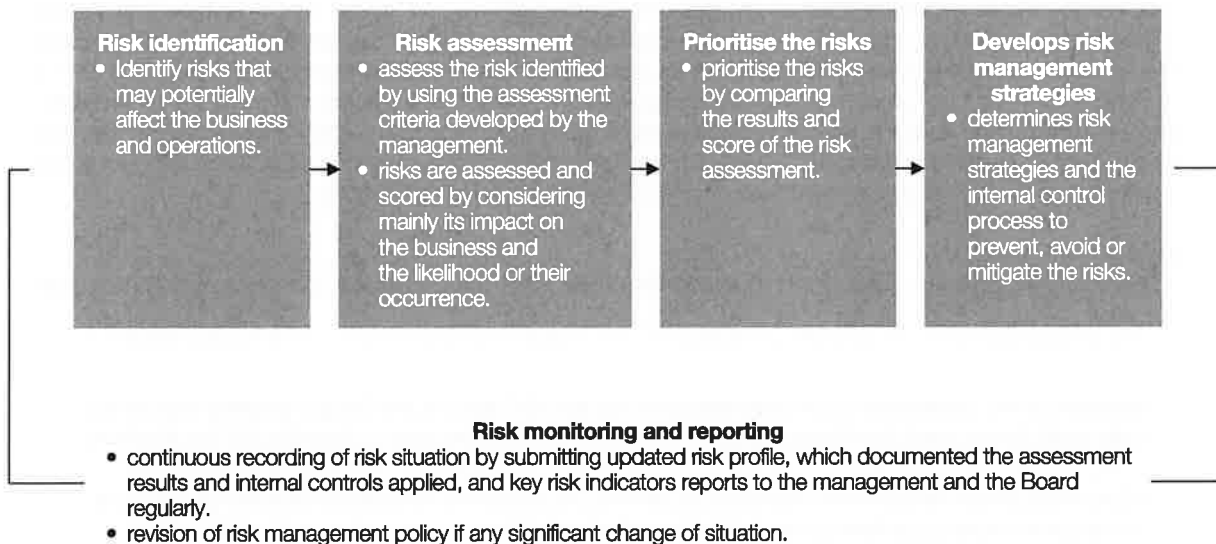 Risk identification
• Identify risks that
may potentially
affect the business
and operations.
Risk assessment
• assess the risk identified
by using the assessment
criteria developed by the
management.
• risks are assessed and
scored by considering
mainly its impact on
the business and
the likelihood or their
occurrence.
Prioritise the risks
• prioritise the risks
by comparing
the results and
score of the risk
assessment.
Develops risk
management
strategies
• determines risk
management
strategies and the
internal control
process to
prevent, avoid or
mitigate the risks.
Risk monitoring and reporting
• continuous recording of risk situation by submitting updated risk profile, which documented the assessment
results and internal controls applied, and key risk indicators reports to the management and the Board
regularly.
• revision of risk management policy if any significant change of situation.